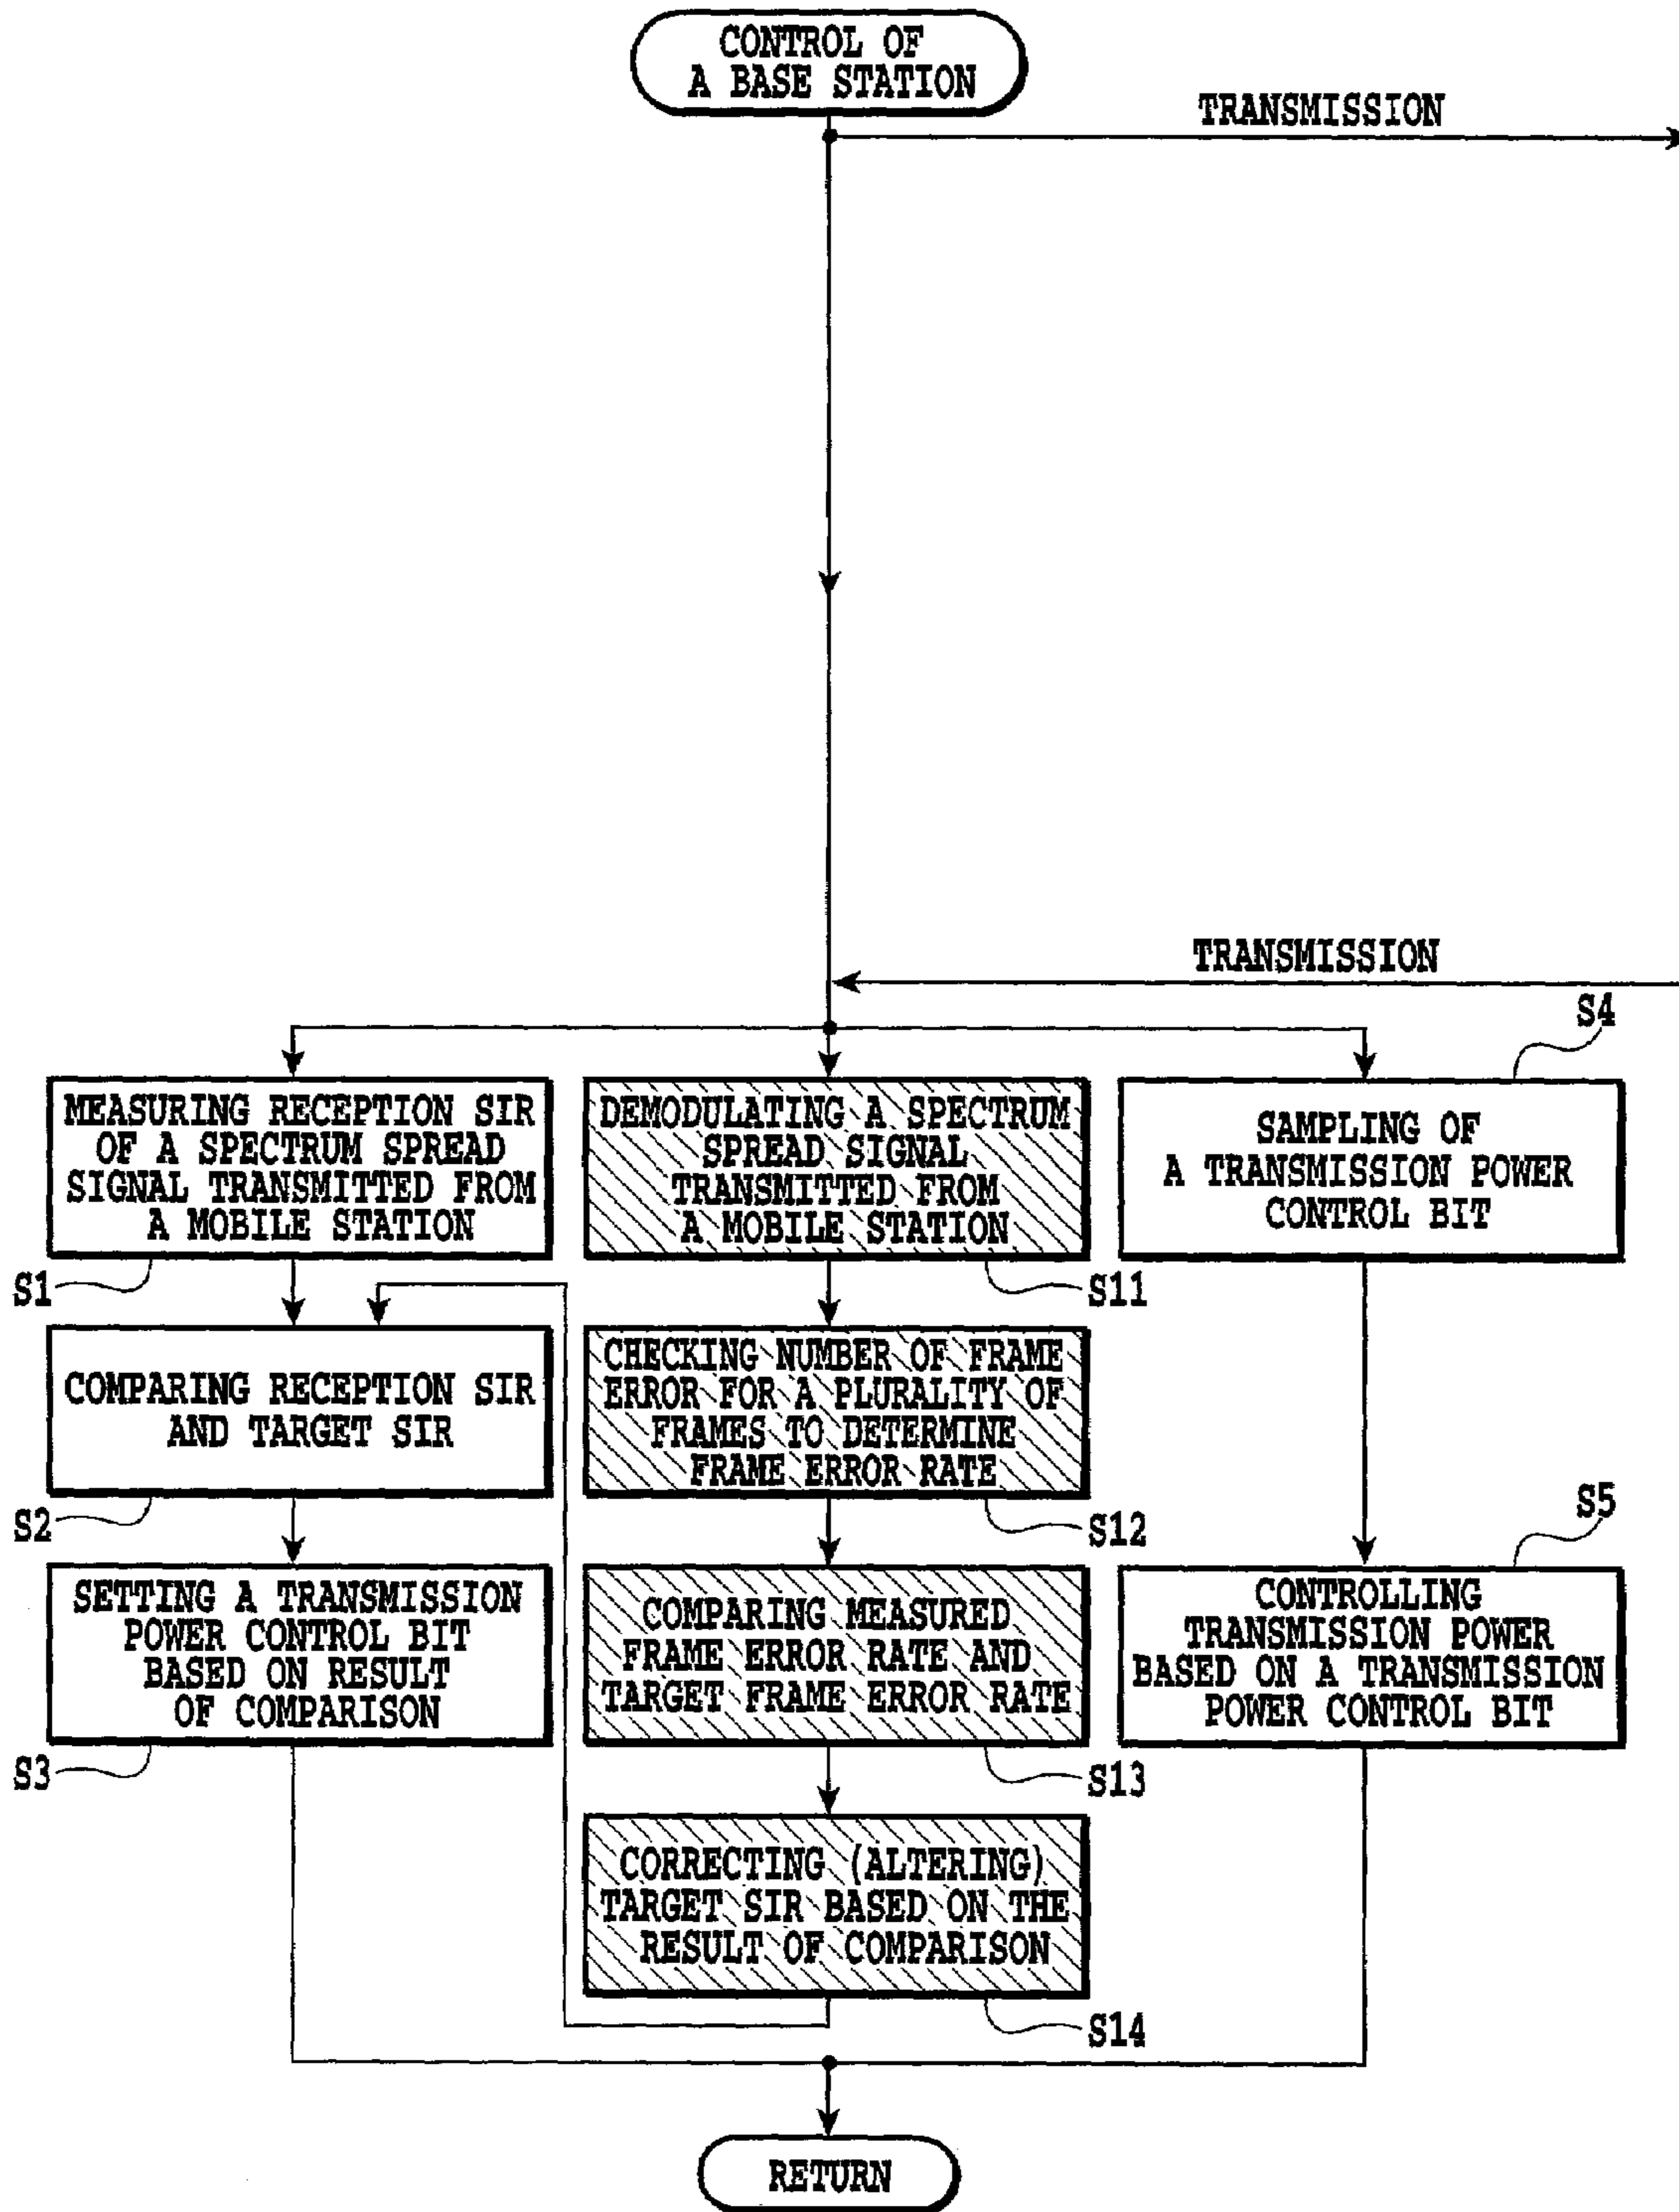 CONTROL OF
A BASE STATION
TRANSMISSION
TRANSMISSION
S4
MEASURING RECEPTION SIR
OF A SPECTRUM SPREAD
SIGNAL TRANSMITTED FROM
A MOBILE STATION
S1
DEMODULATING A SPECTRUM
SPREAD SIGNAL
TRANSMITTED FROM
A MOBILE STATION
S11
SAMPLING OF
A TRANSMISSION POWER
CONTROL BIT
COMPARING RECEPTION SIR
AND TARGET SIR
S2
CHECKING NUMBER OF FRAME
ERROR FOR A PLURALITY OF
FRAMES TO DETERMINE
FRAME ERROR RATE
S12
S5
SETTING A TRANSMISSION
POWER CONTROL BIT
BASED ON RESULT
OF COMPARISON
S3
COMPARING MEASURED
FRAME ERROR RATE AND
TARGET FRAME ERROR RATE
S13
CONTROLLING
TRANSMISSION POWER
BASED ON A TRANSMISSION
POWER CONTROL BIT
CORRECTING (ALTERING)
TARGET SIR BASED ON THE
RESULT OF COMPARISON
S14
RETURN